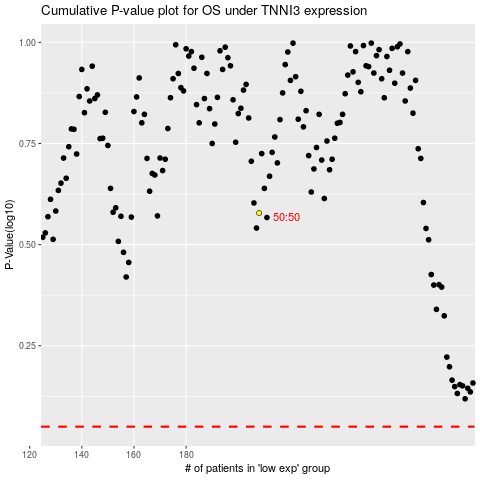 Cumulative P-value plot for OS under TNNI3 expression
P-Value(log10)
1.00
0.75
0.50
0.25
50:50
120 140 160 180
# of patients in 'low exp' group